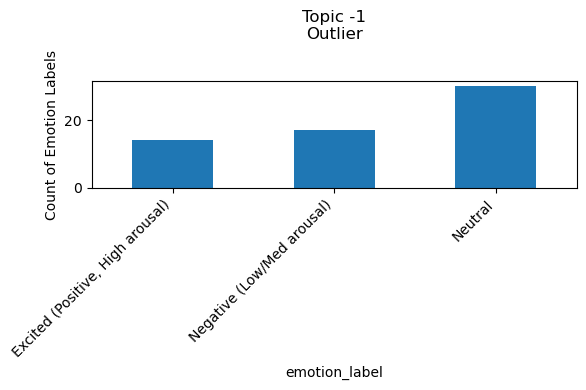 Topic -1
Outlier
Count of Emotion Labels
20
0
Excited (Positive, High arousal)
Negative (Low/Med arousal)
Neutral
emotion_label